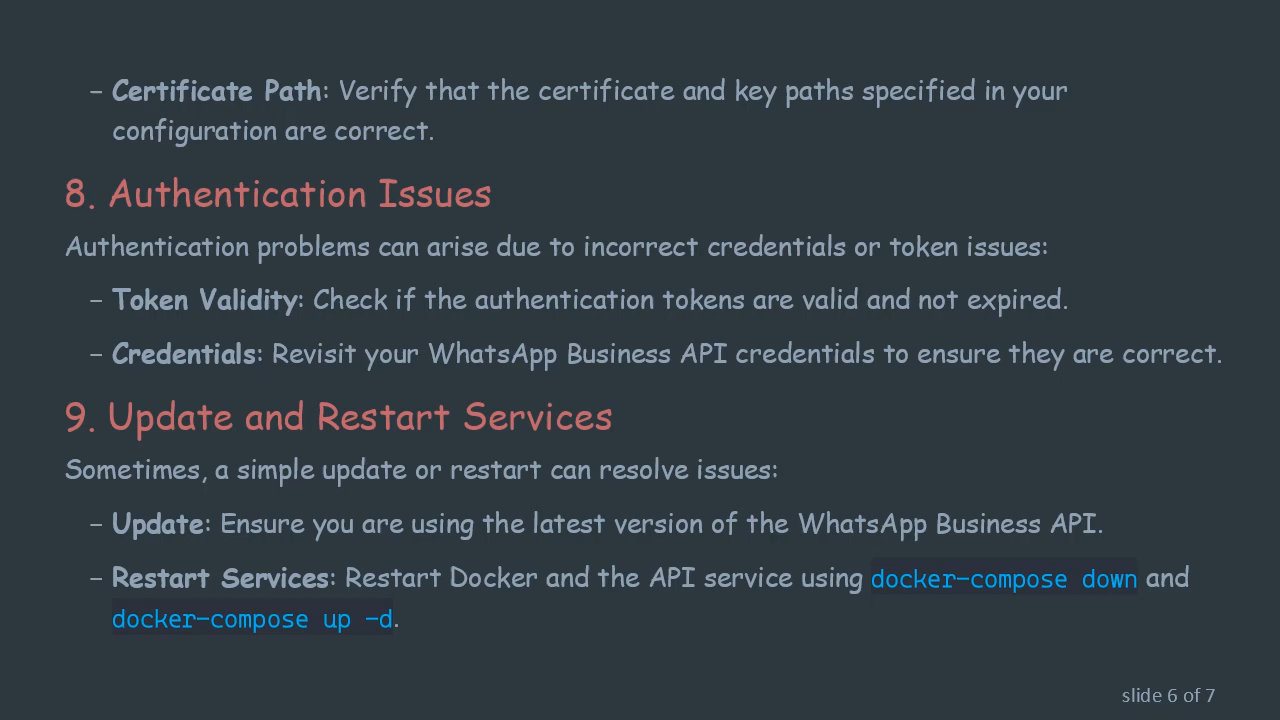 – Certificate Path: Verify that the certificate and key paths specified in your
configuration are correct.
8. Authentication Issues
Authentication problems can arise due to incorrect credentials or token issues:
– Token Validity: Check if the authentication tokens are valid and not expired.
– Credentials: Revisit your WhatsApp Business API credentials to ensure they are correct.
9. Update and Restart Services
Sometimes, a simple update or restart can resolve issues:
– Update: Ensure you are using the latest version of the WhatsApp Business API.
– Restart Services: Restart Docker and the API service using docker-compose down and
docker-compose up -d.
slide 6 of 7